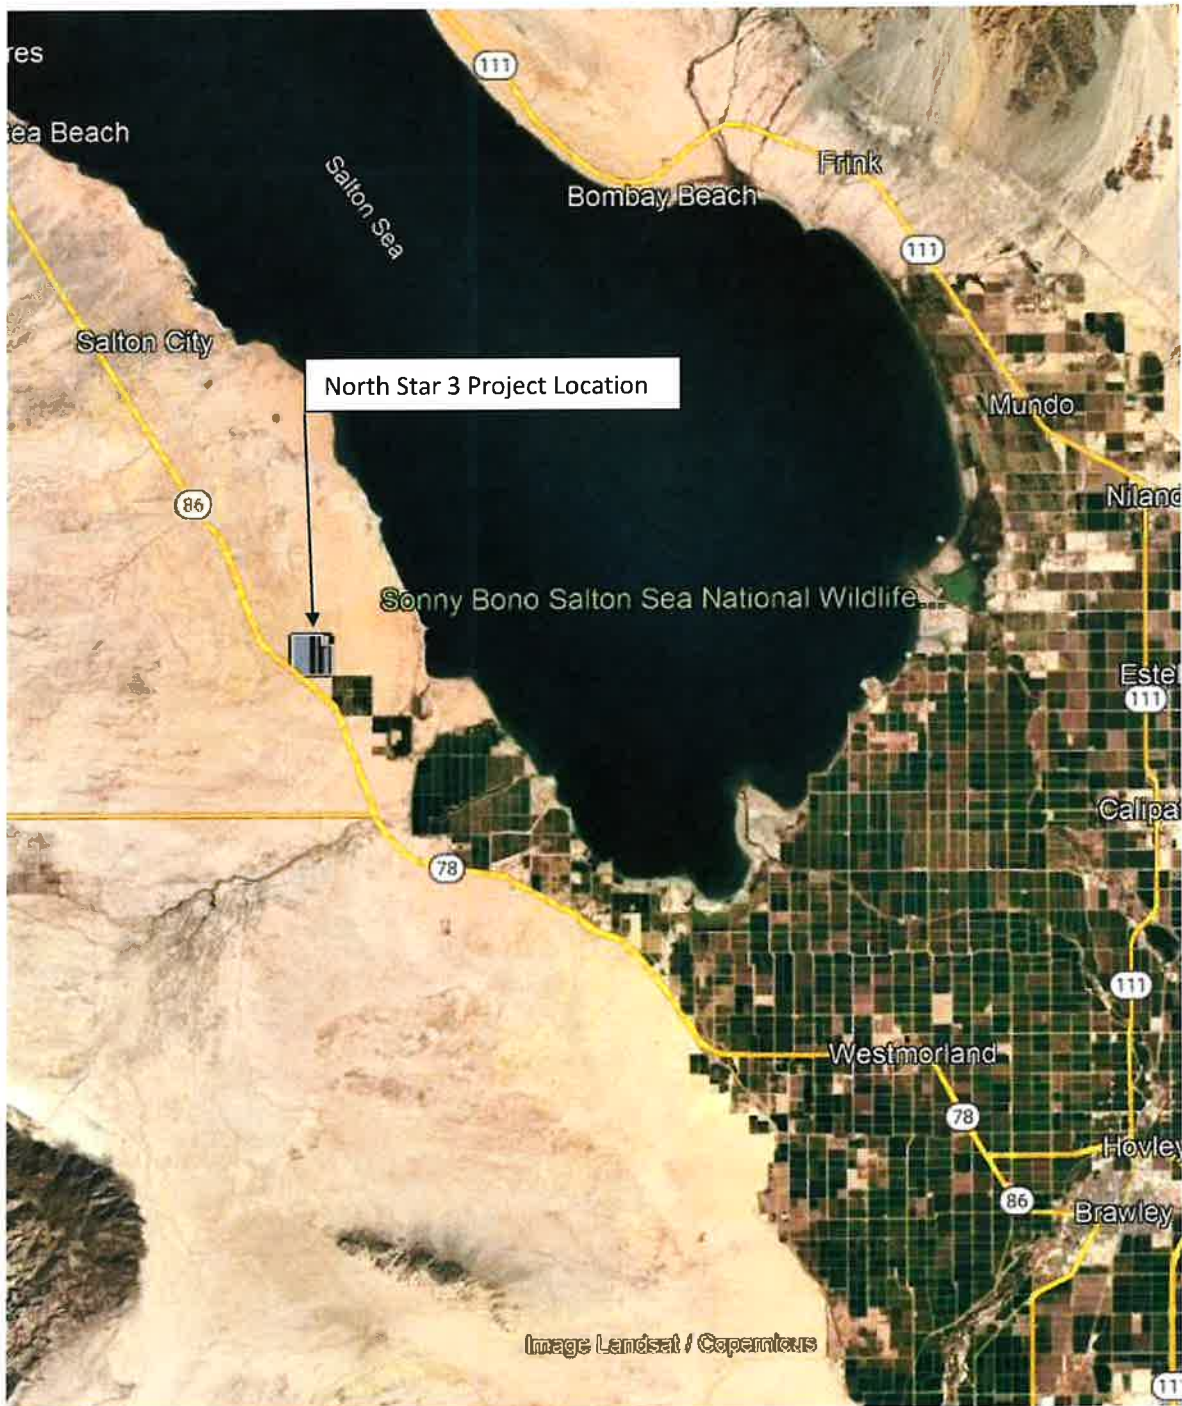 res
ea Beach
111
Salton Sea
Frink
Bombay Beach
111
Salton City
North Star 3 Project Location
Mundo
Niland
86
Sonny Bono Salton Sea National Wildlife...
Estel
111
Calipat
78
111
Westmorland
78
Hovley
86
Brawley
Image Landsat / Copernicus
111